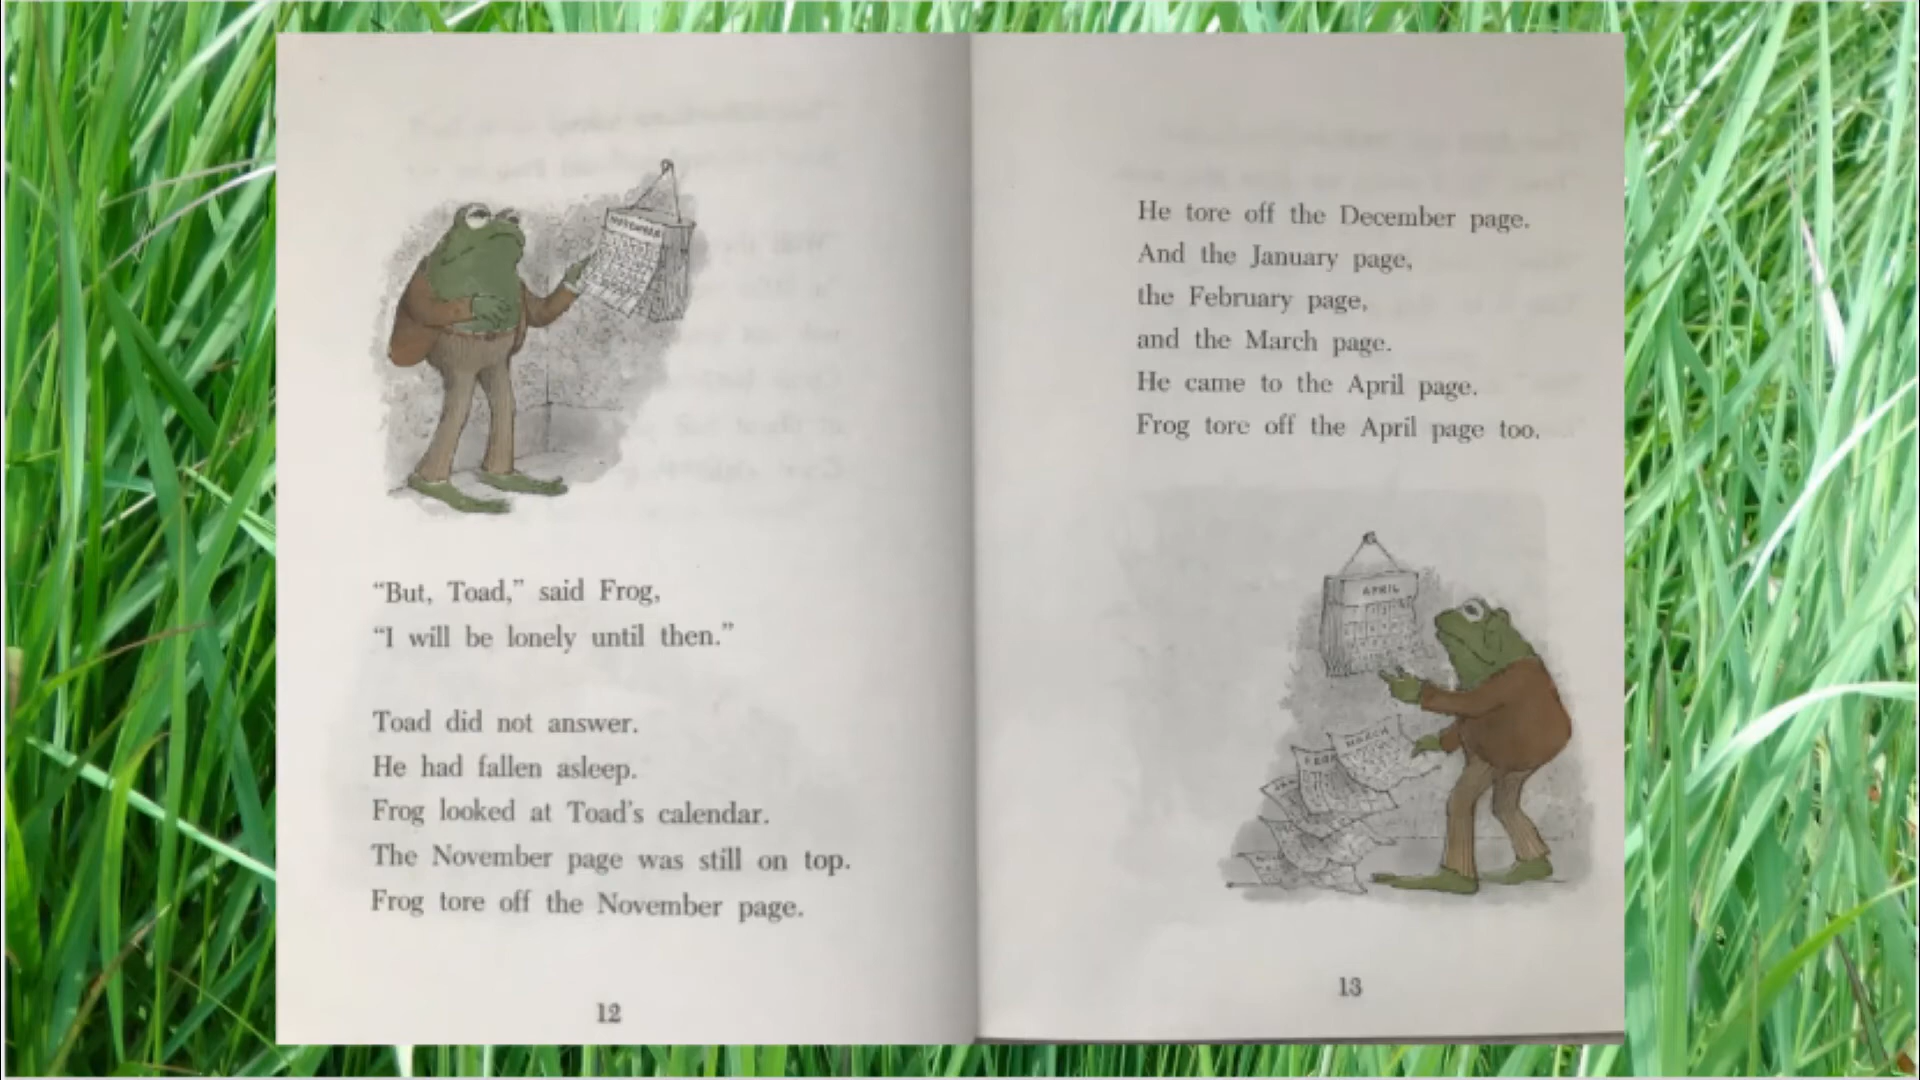 NOVEMBER
“But, Toad,” said Frog,
“I will be lonely until then.”
Toad did not answer.
He had fallen asleep.
Frog looked at Toad’s calendar.
The November page was still on top.
Frog tore off the November page.
12
He tore off the December page.
And the January page,
the February page,
and the March page.
He came to the April page.
Frog tore off the April page too.
APRIL
MARCH
13